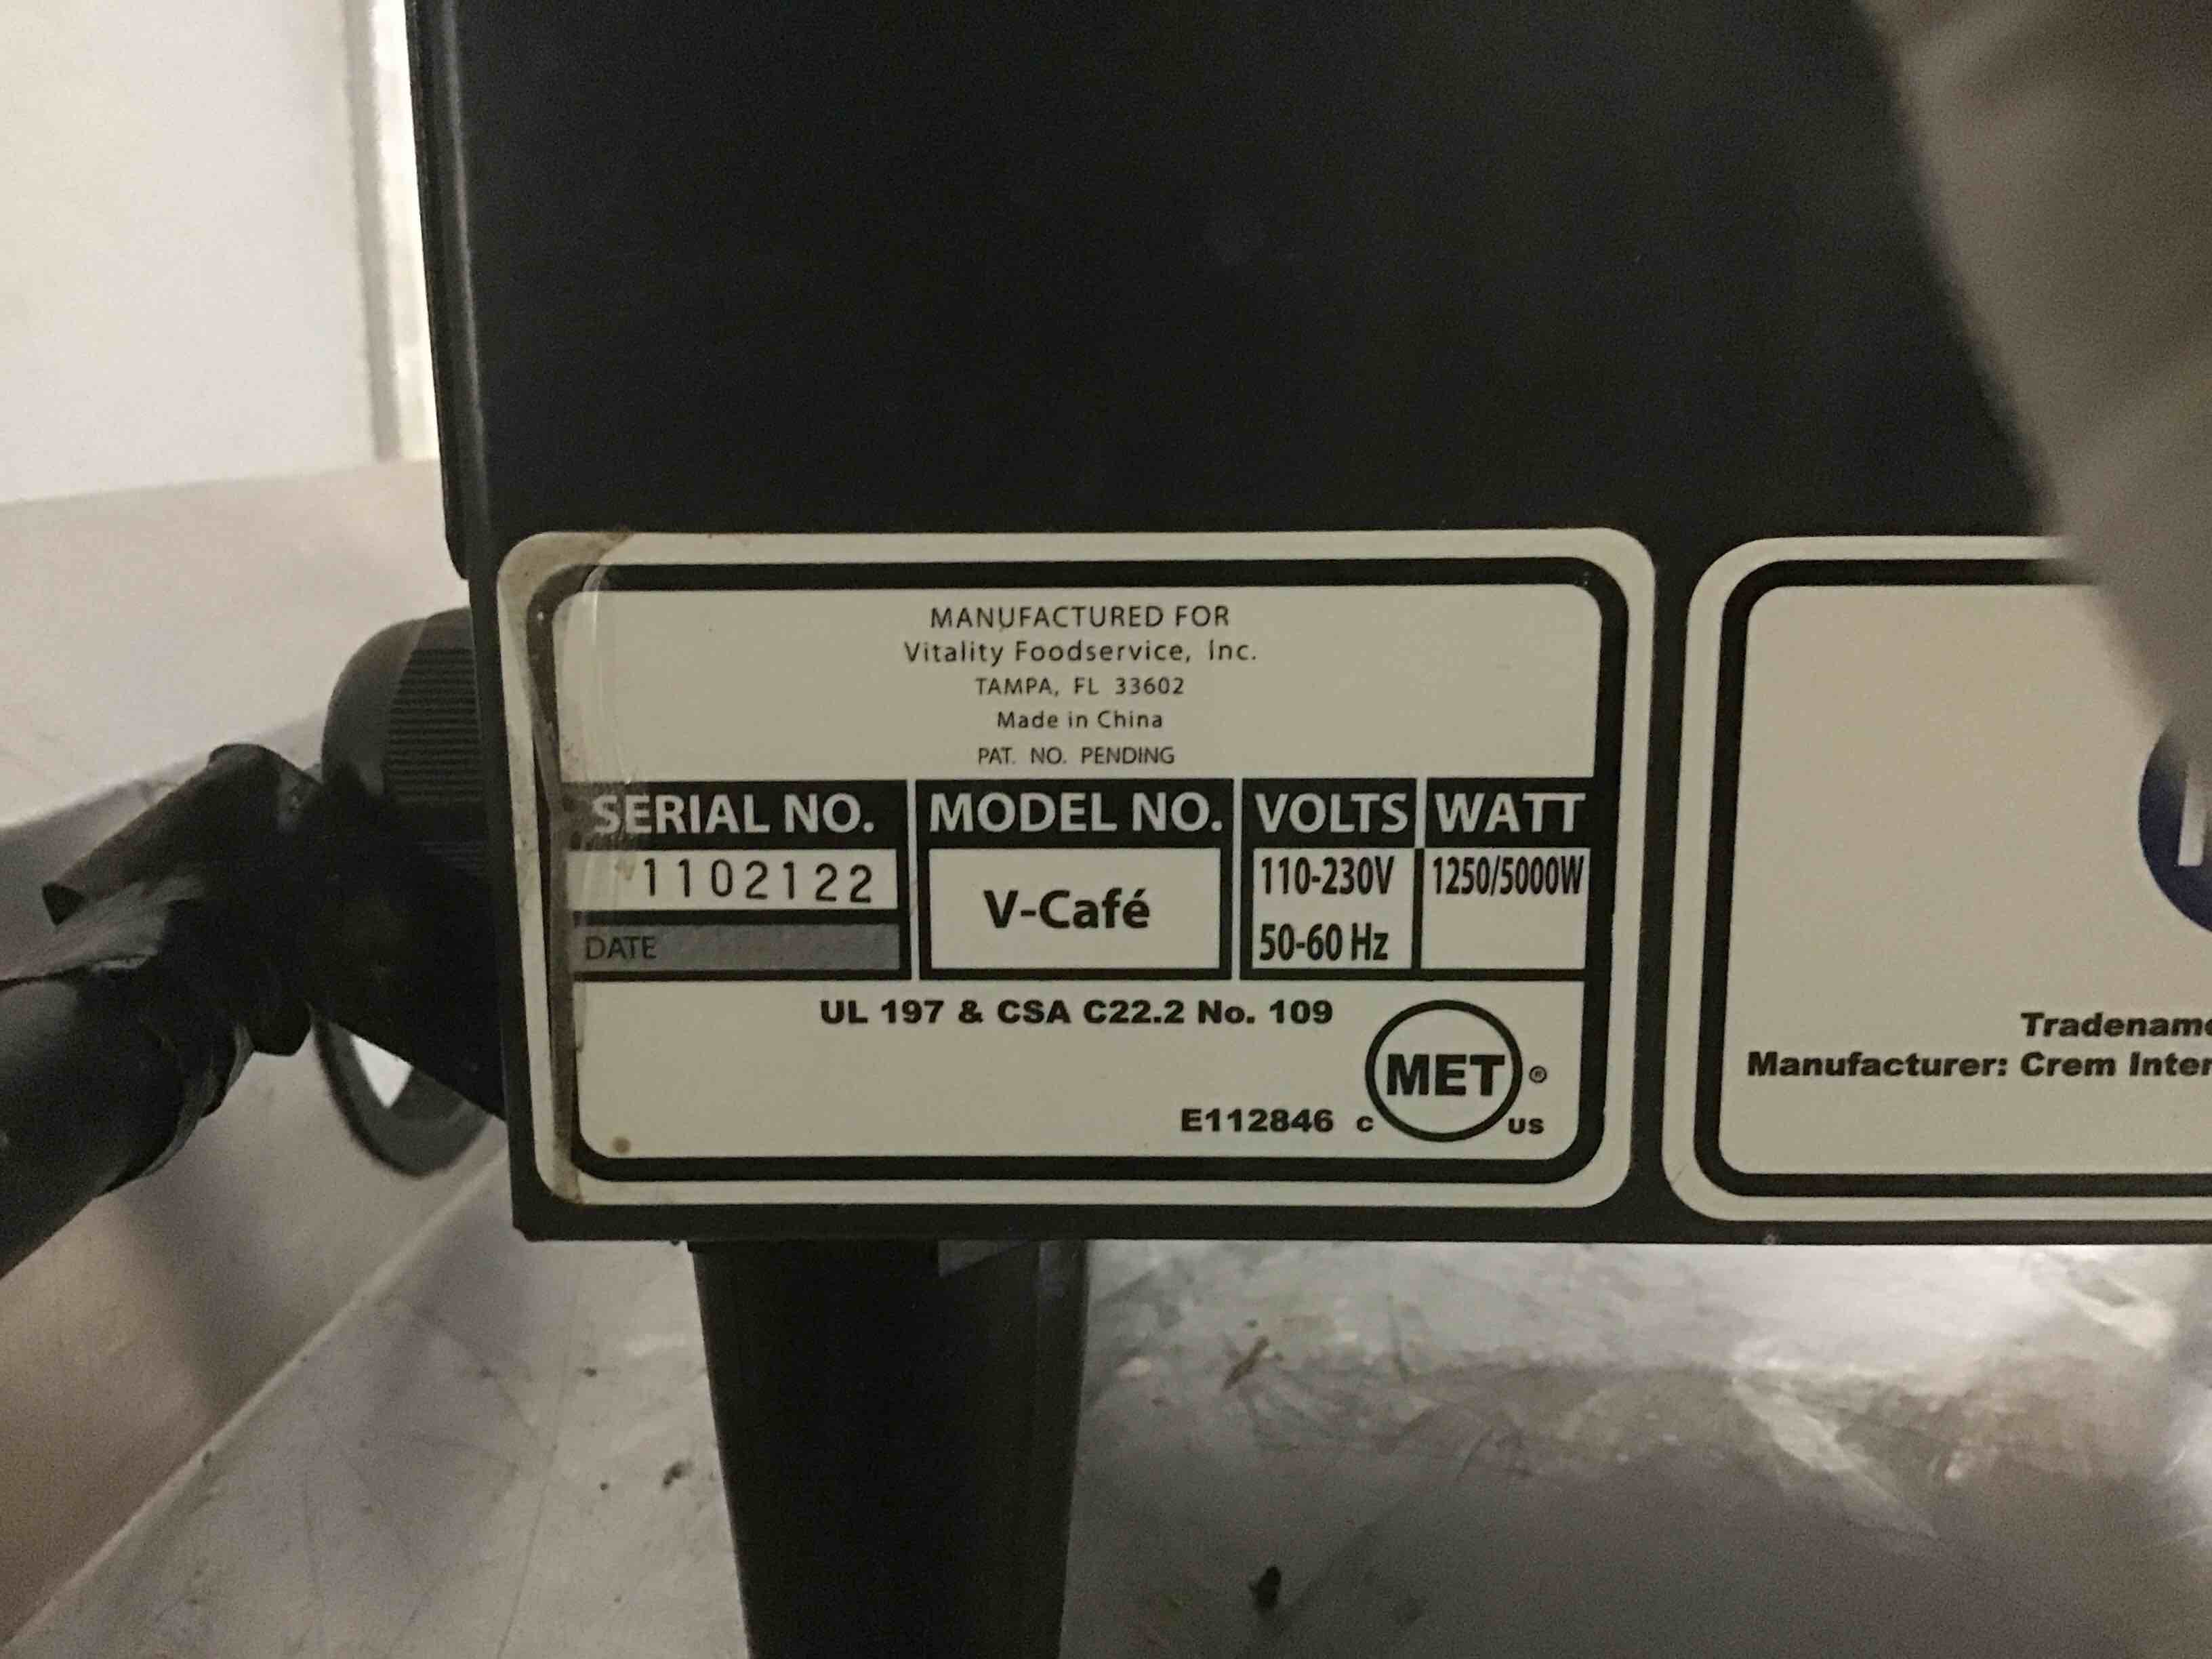 MANUFACTURED FOR
Vitality Foodservice, Inc.
TAMPA, FL 33602
Made in China
PAT. NO. PENDING
SERIAL NO. MODEL NO. VOLTS WATT
1102122 V-Café 110-230V 1250/5000W
DATE 50-60 Hz
UL 197 & CSA C22.2 No. 109
MET ®
E112846 C US
Manufacturer: Crem